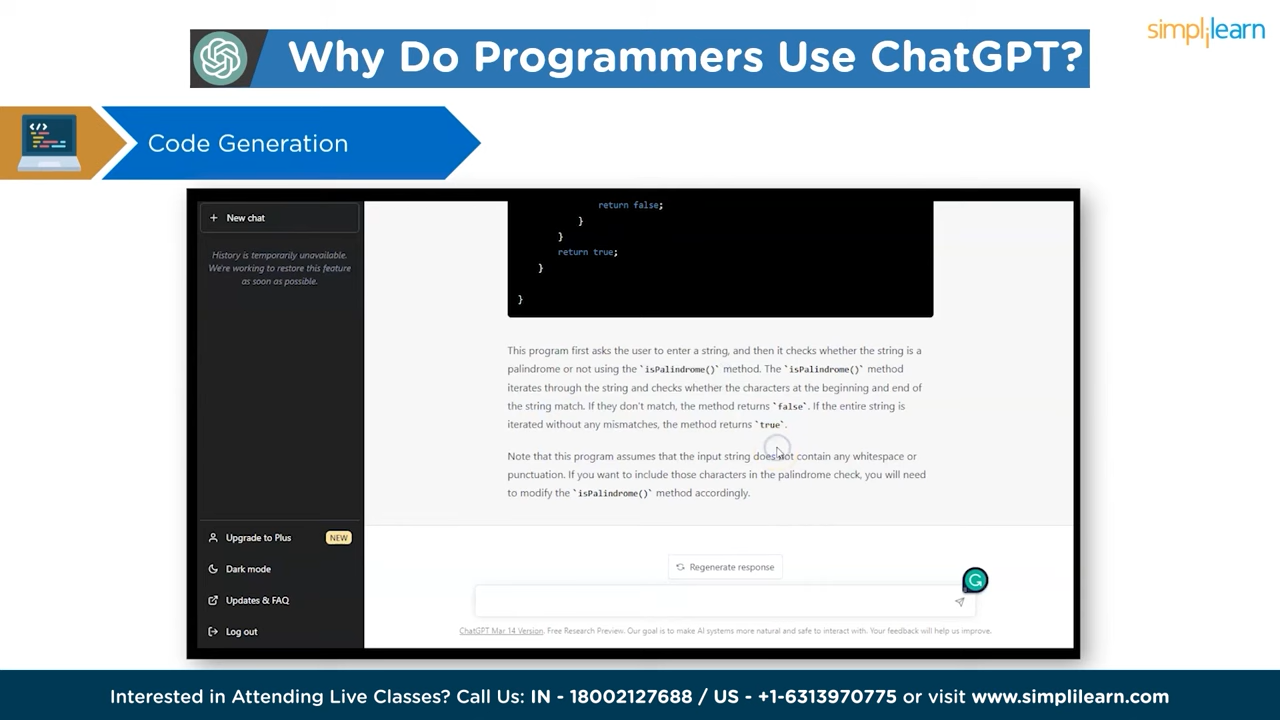 Why Do Programmers Use ChatGPT?
simplilearn
</>
Code Generation
+ New chat
History is temporarily unavailable.
We're working to restore this feature
as soon as possible.
Upgrade to Plus NEW
Dark mode
Updates & FAQ
Log out
return false;
}
}
return true;
}
}
This program first asks the user to enter a string, and then it checks whether the string is a
palindrome or not using the `isPalindrome()` method. The `isPalindrome()` method
iterates through the string and checks whether the characters at the beginning and end of
the string match. If they don't match, the method returns `false`. If the entire string is
iterated without any mismatches, the method returns `true`.
Note that this program assumes that the input string does not contain any whitespace or
punctuation. If you want to include those characters in the palindrome check, you will need
to modify the `isPalindrome()` method accordingly.
Regenerate response
G
ChatGPT Mar 14 Version. Free Research Preview. Our goal is to make AI systems more natural and safe to interact with. Your feedback will help us improve.
Interested in Attending Live Classes? Call Us: IN - 18002127688 / US - +1-6313970775 or visit www.simplilearn.com